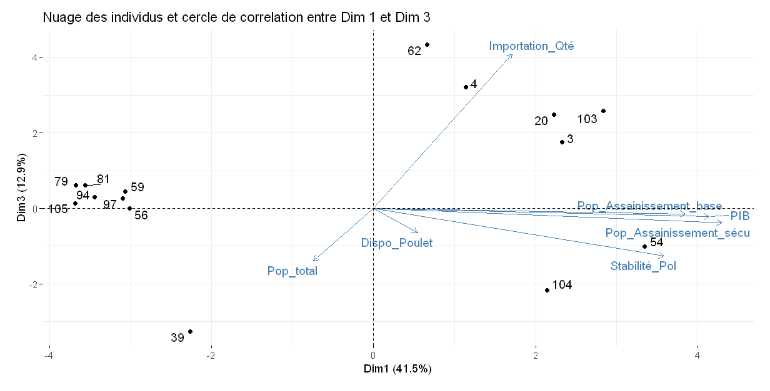 Nuage des individus et cercle de correlation entre Dim 1 et Dim 3
62
Importation_Qté
4
4
20
103
2
3
79
81
59
94
105
97
56
Pop_Assainissement_base
0
PIB
Pop_Assainissement_sécu
Dispo_Poulet
54
Stabilité_Pol
Pop_total
104
-2
39
Dim3 (12.9%)
-4
-2
0
2
4
Dim1 (41.5%)